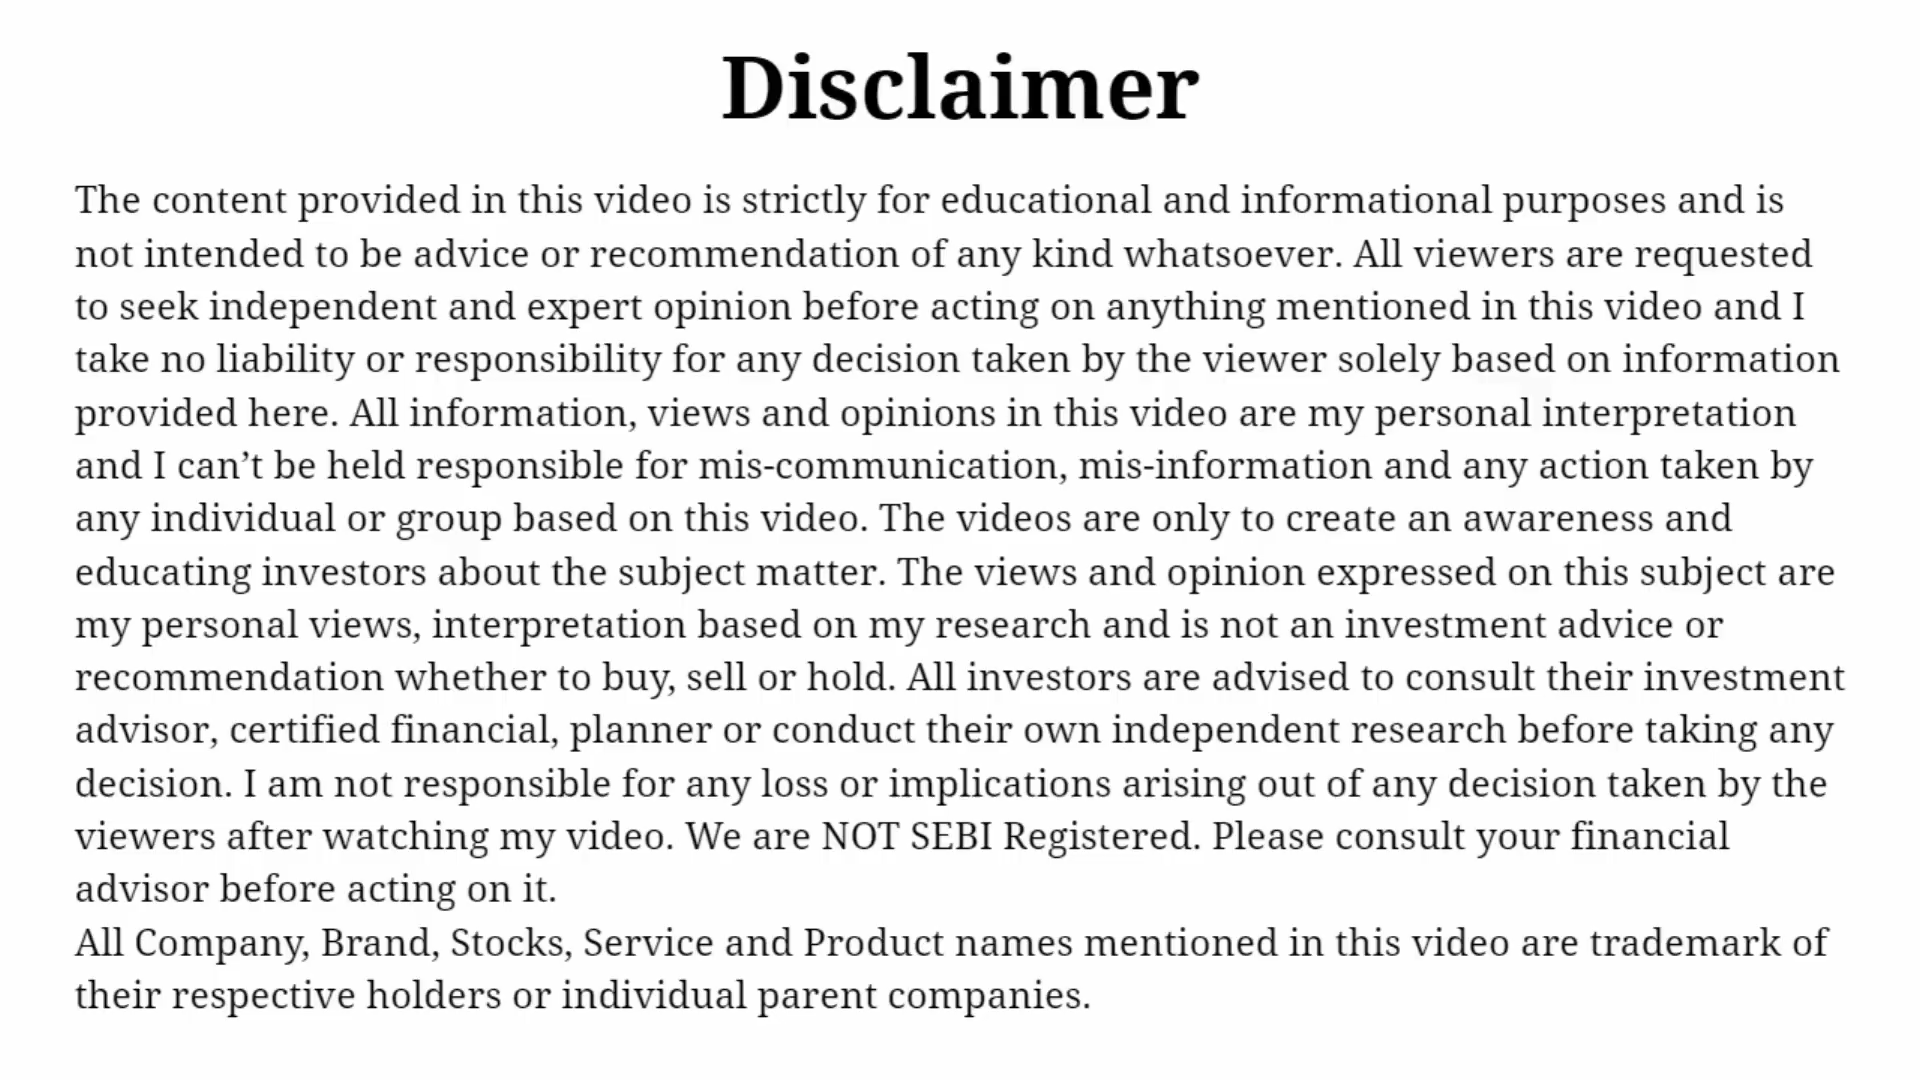 Disclaimer
The content provided in this video is strictly for educational and informational purposes and is
not intended to be advice or recommendation of any kind whatsoever. All viewers are requested
to seek independent and expert opinion before acting on anything mentioned in this video and I
take no liability or responsibility for any decision taken by the viewer solely based on information
provided here. All information, views and opinions in this video are my personal interpretation
and I can’t be held responsible for mis-communication, mis-information and any action taken by
any individual or group based on this video. The videos are only to create an awareness and
educating investors about the subject matter. The views and opinion expressed on this subject are
my personal views, interpretation based on my research and is not an investment advice or
recommendation whether to buy, sell or hold. All investors are advised to consult their investment
advisor, certified financial, planner or conduct their own independent research before taking any
decision. I am not responsible for any loss or implications arising out of any decision taken by the
viewers after watching my video. We are NOT SEBI Registered. Please consult your financial
advisor before acting on it.
All Company, Brand, Stocks, Service and Product names mentioned in this video are trademark of
their respective holders or individual parent companies.